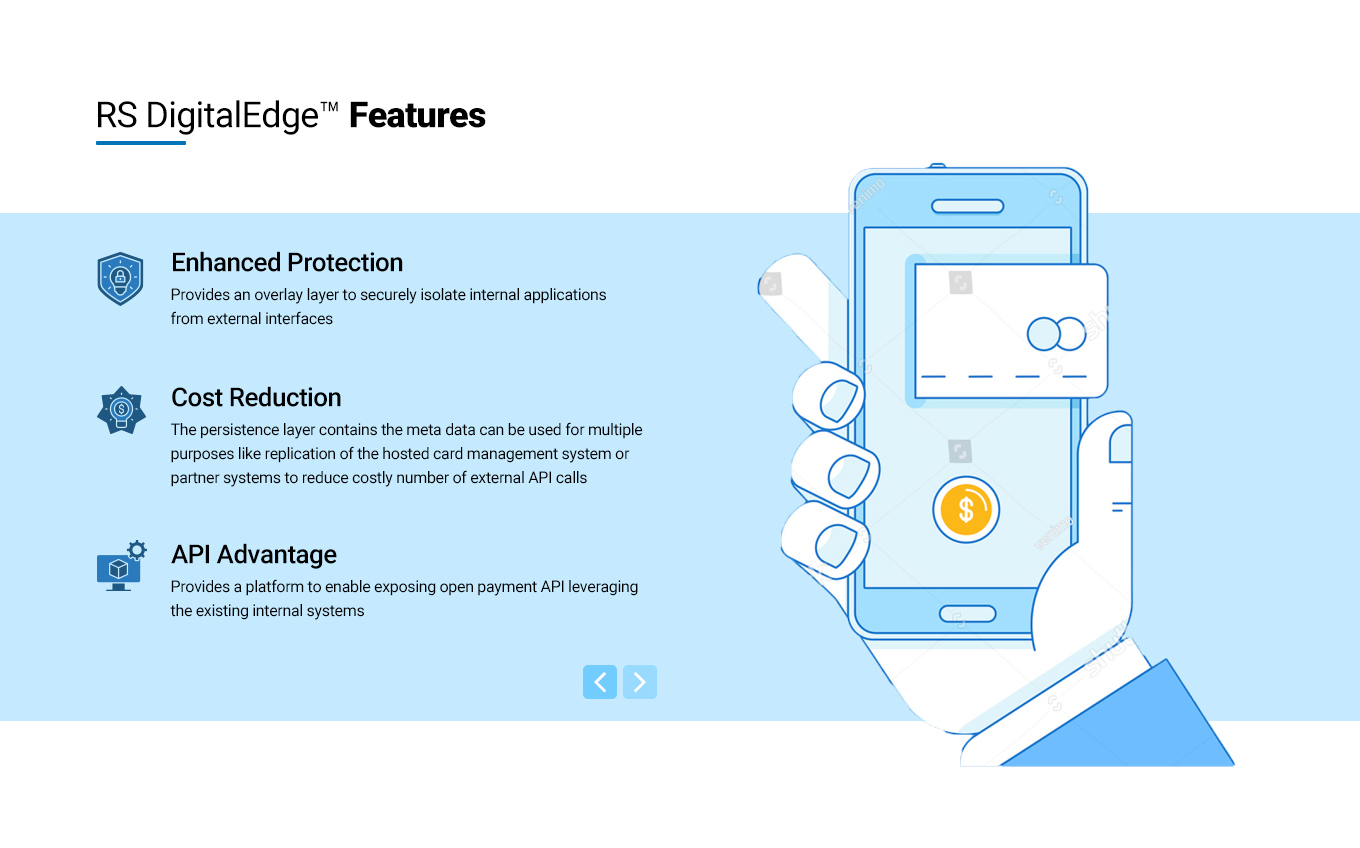 RS DigitalEdge™ Features
Enhanced Protection
Provides an overlay layer to securely isolate internal applications
from external interfaces
Cost Reduction
The persistence layer contains the meta data can be used for multiple
purposes like replication of the hosted card management system or
partner systems to reduce costly number of external API calls
API Advantage
Provides a platform to enable exposing open payment API leveraging
the existing internal systems
$
$